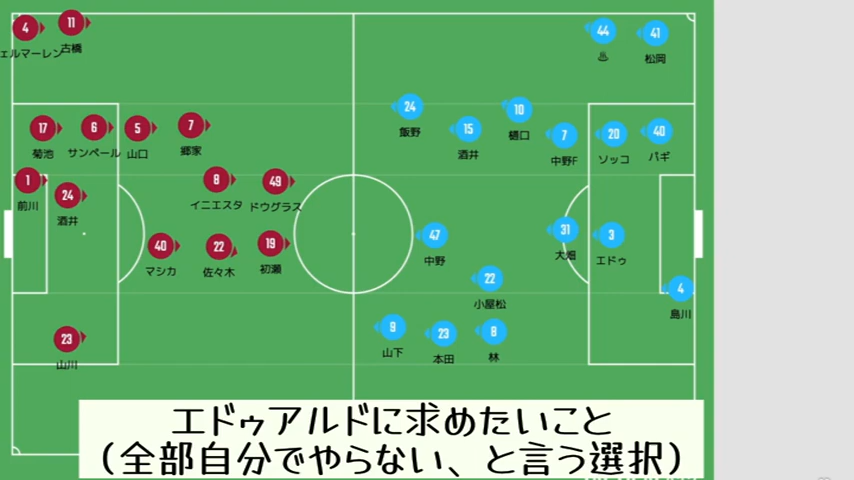 4
11
ェルマーレン
古橋
44
41
♨
松岡
17
6
5
7
菊池
サンペール
山口
郷家
24
15
10
7
20
40
飯野
酒井
樋口
中野F
ソッコ
パギ
1
24
8
49
前川
酒井
イニエスタ
ドウグラス
40
22
19
マシカ
佐々木
初瀬
47
31
3
中野
大畑
エドゥ
22
4
小屋松
島川
23
山川
9
23
8
山下
本田
林
エドゥアルドに求めたいこと
（全部自分でやらない、と言う選択）